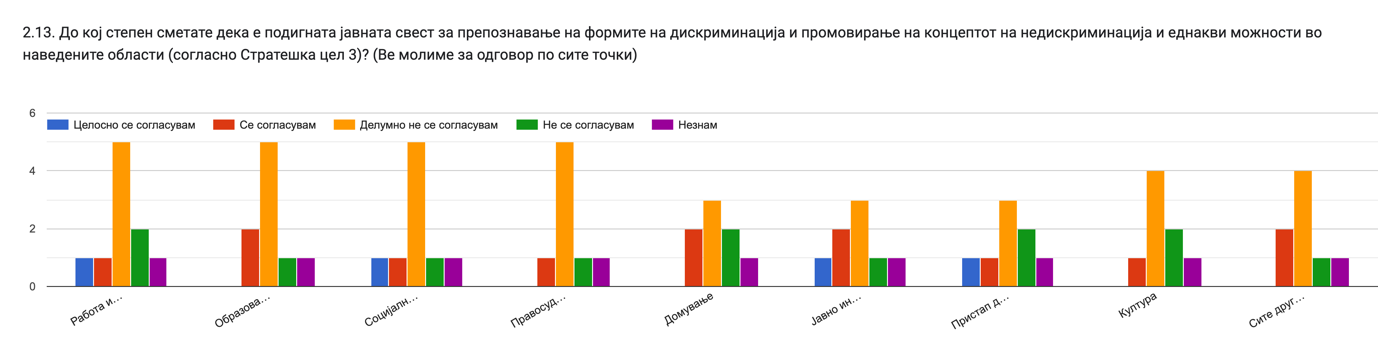 2.13. До кој степен сметате дека е подигната јавната свест за препознавање на формите на дискриминација и промовирање на концептот на недискриминација и еднакви можности во
наведените области (согласно Стратешка цел 3)? (Ве молиме за одговор по сите точки)
6
Целосно се согласувам Се согласувам Делумно не се согласувам Не се согласувам Незнам
4
2
0
Работа и... Образова... Социјалн... Правосуд... Домување Јавно ин... Пристап д... Култура Сите друг...